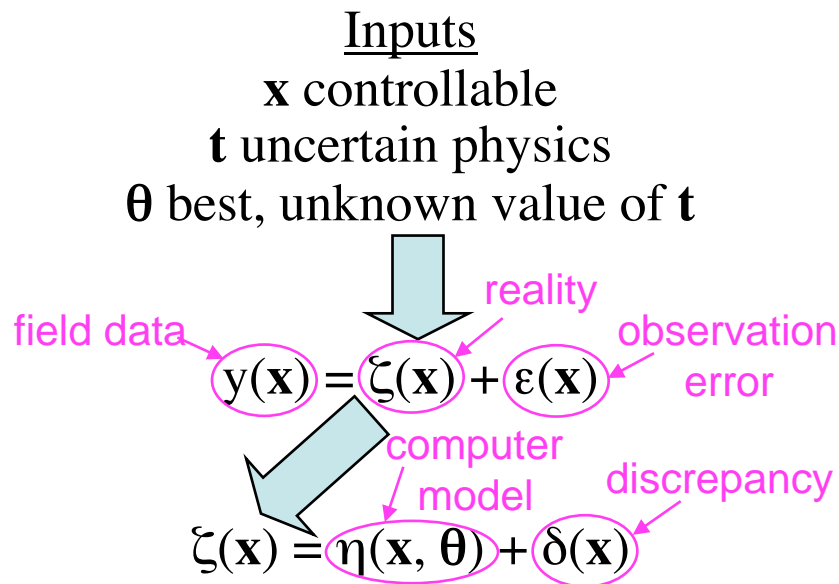 Inputs
x controllable
t uncertain physics
θ best, unknown value of t
reality
field data
observation
error
y(x) = ζ(x) + ε(x)
computer
model
discrepancy
ζ(x) = η(x, θ) + δ(x)